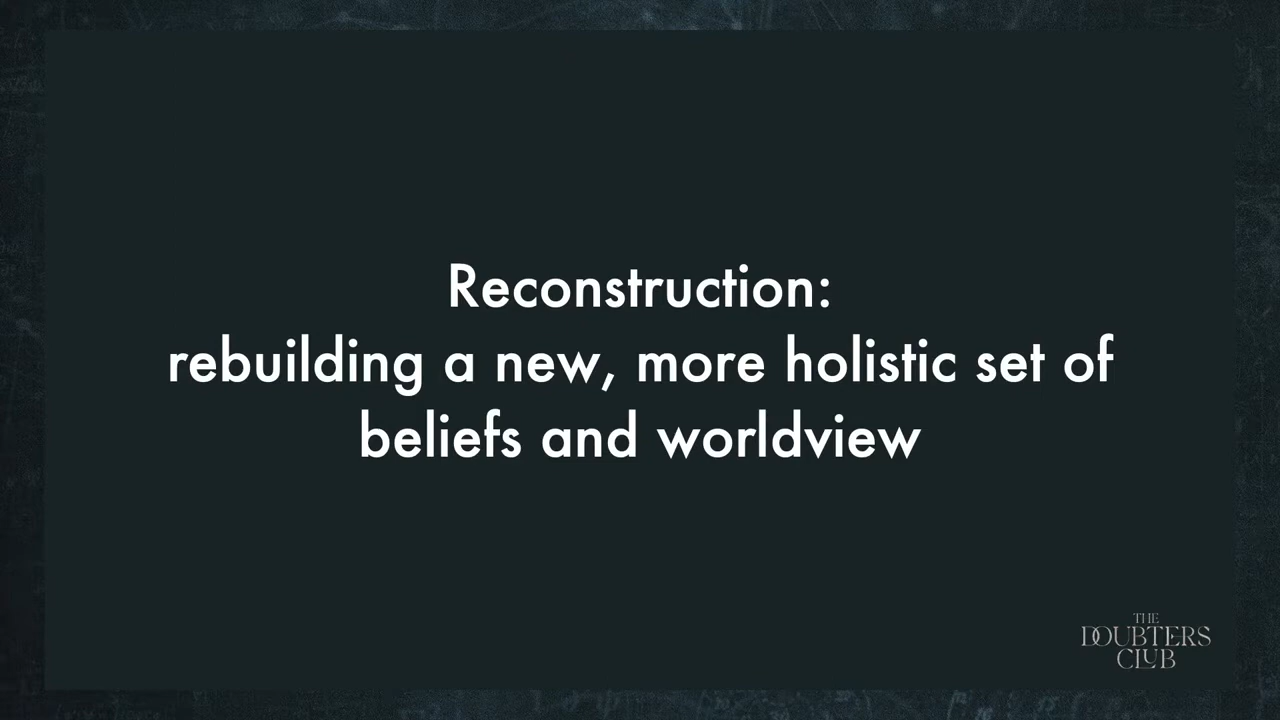 Reconstruction:
rebuilding a new, more holistic set of
beliefs and worldview
THE
DOUBTERS
CLUB